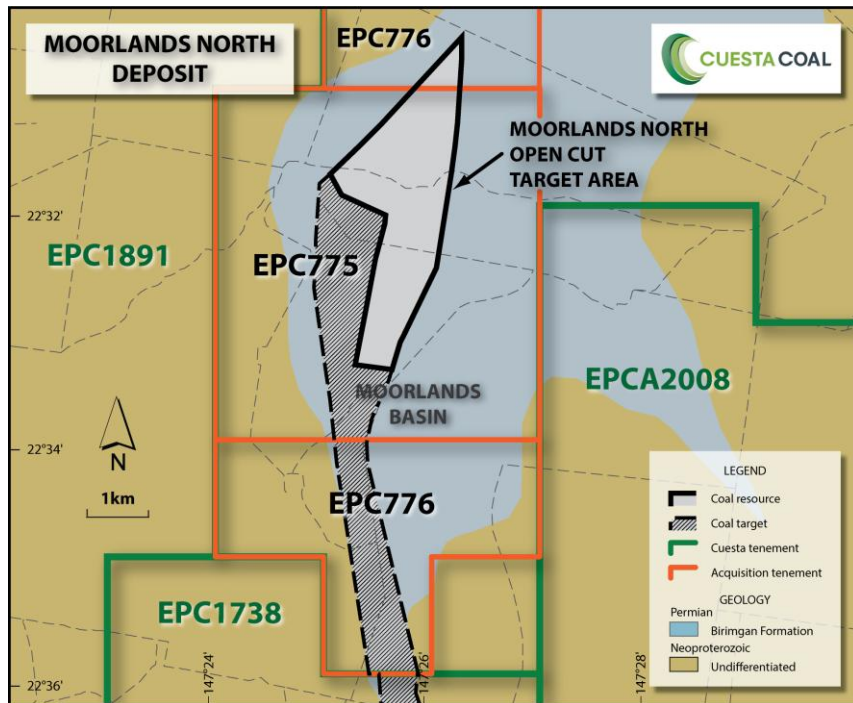 MOORLANDS NORTH
DEPOSIT
EPC776
CUESTA COAL
MOORLANDS NORTH
OPEN CUT
TARGET AREA
22°32'
EPC1891
EPC775
EPCA2008
MOORLANDS
BASIN
22°34'
N
1km
EPC776
EPC1738
22°36'
147°24'
147°26'
147°28'
LEGEND
Coal resource
Coal target
Cuesta tenement
Acquisition tenement
GEOLOGY
Permian
Birimgan Formation
Neoproterozoic
Undifferentiated